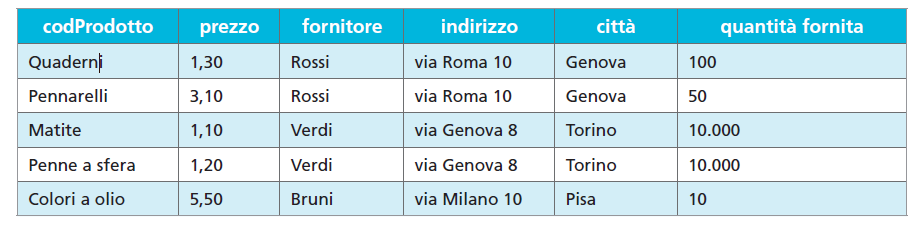 codProdotto prezzo fornitore indirizzo città quantità fornita
Quaderni 1,30 Rossi via Roma 10 Genova 100
Pennarelli 3,10 Rossi via Roma 10 Genova 50
Matite 1,10 Verdi via Genova 8 Torino 10.000
Penne a sfera 1,20 Verdi via Genova 8 Torino 10.000
Colori a olio 5,50 Bruni via Milano 10 Pisa 10